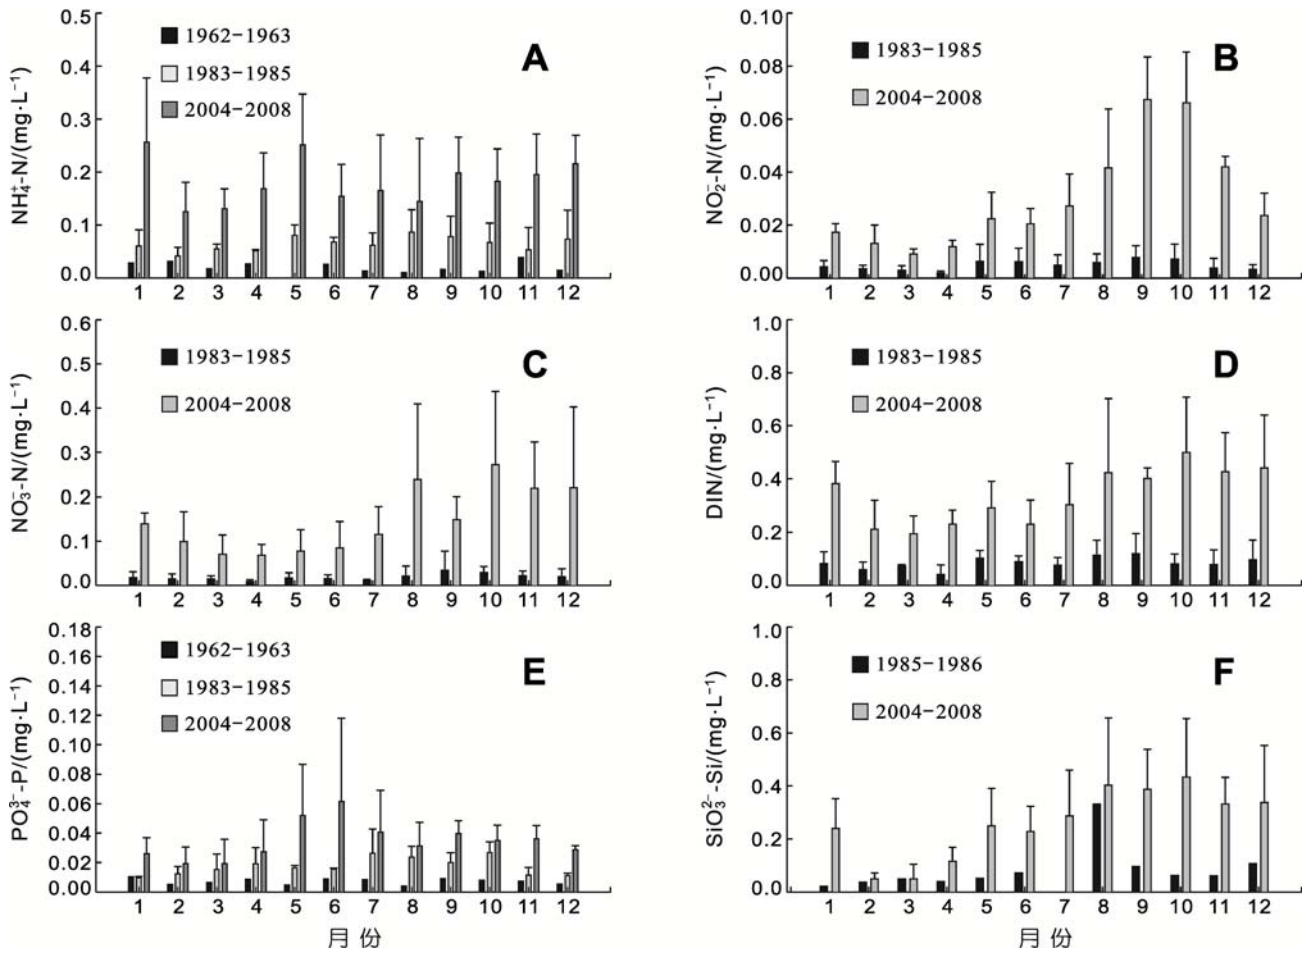 NH₄⁺-N/(mg·L⁻¹)
0.5
0.4
0.3
0.2
0.1
0.0
1962−1963
1983−1985
2004−2008
A
1 2 3 4 5 6 7 8 9 10 11 12
NO₂⁻-N/(mg·L⁻¹)
0.10
0.08
0.06
0.04
0.02
0.00
1983−1985
2004−2008
B
1 2 3 4 5 6 7 8 9 10 11 12
NO₃⁻-N/(mg·L⁻¹)
0.6
0.5
0.4
0.3
0.2
0.1
0.0
1983−1985
2004−2008
C
1 2 3 4 5 6 7 8 9 10 11 12
DIN/(mg·L⁻¹)
1.0
0.8
0.6
0.4
0.2
0.0
1983−1985
2004−2008
D
1 2 3 4 5 6 7 8 9 10 11 12
PO₄³⁻-P/(mg·L⁻¹)
0.18
0.16
0.14
0.12
0.10
0.08
0.06
0.04
0.02
0.00
1962−1963
1983−1985
2004−2008
E
1 2 3 4 5 6 7 8 9 10 11 12
月 份
SiO₃²⁻-Si/(mg·L⁻¹)
1.0
0.8
0.6
0.4
0.2
0.0
1985−1986
2004−2008
F
1 2 3 4 5 6 7 8 9 10 11 12
月 份